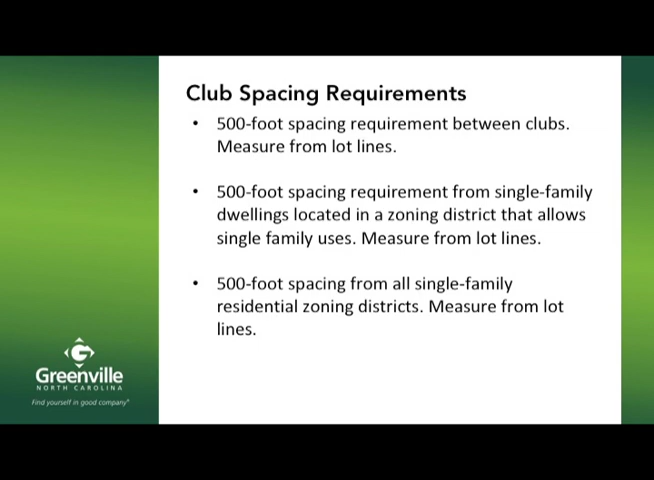 Club Spacing Requirements
• 500-foot spacing requirement between clubs.
Measure from lot lines.
• 500-foot spacing requirement from single-family
dwellings located in a zoning district that allows
single family uses. Measure from lot lines.
• 500-foot spacing from all single-family
residential zoning districts. Measure from lot
lines.
G
Greenville
NORTH CAROLINA
Find yourself in good company®